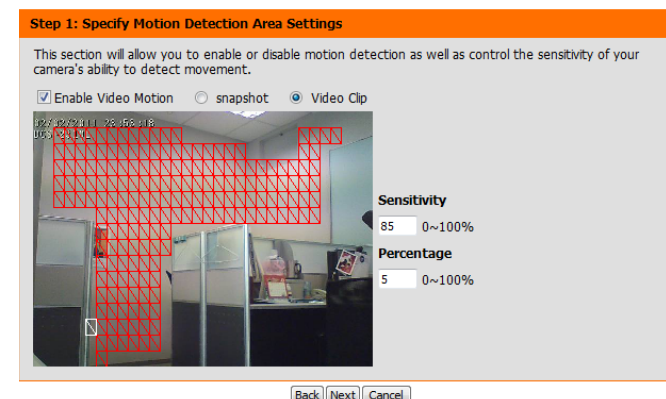 Step 1: Specify Motion Detection Area Settings
This section will allow you to enable or disable motion detection as well as control the sensitivity of your
camera's ability to detect movement.
Enable Video Motion snapshot Video Clip
Sensitivity
85 0~100%
Percentage
5 0~100%
Back Next Cancel